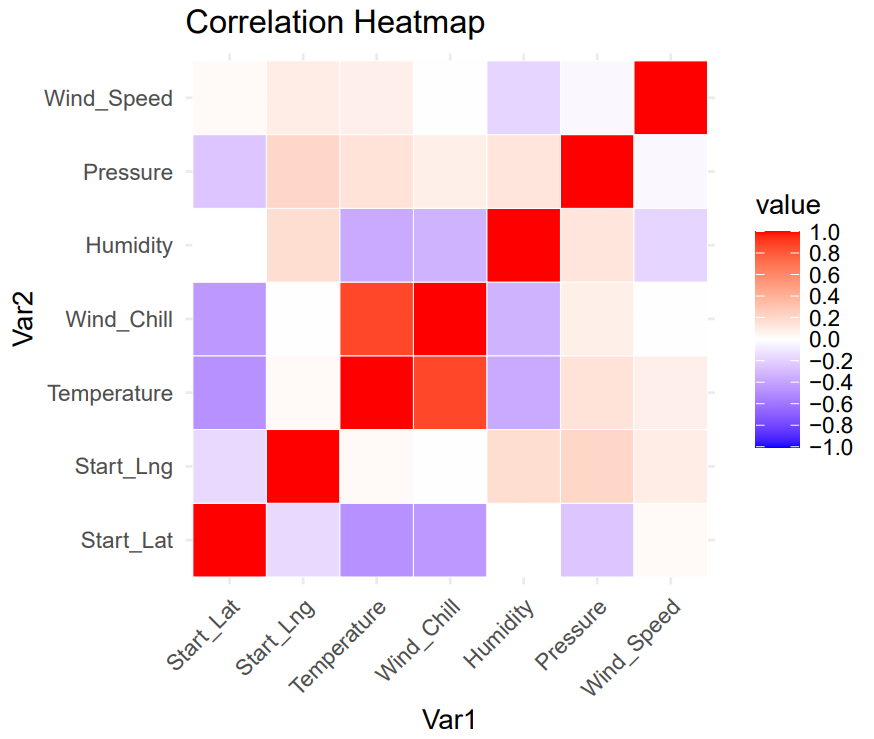 Correlation Heatmap
Var2
Wind_Speed
Pressure
Humidity
Wind_Chill
Temperature
Start_Lng
Start_Lat
Start_Lat
Start_Lng
Temperature
Wind_Chill
Humidity
Pressure
Wind_Speed
Var1
value
1.0
0.8
0.6
0.4
0.2
0.0
−0.2
−0.4
−0.6
−0.8
−1.0